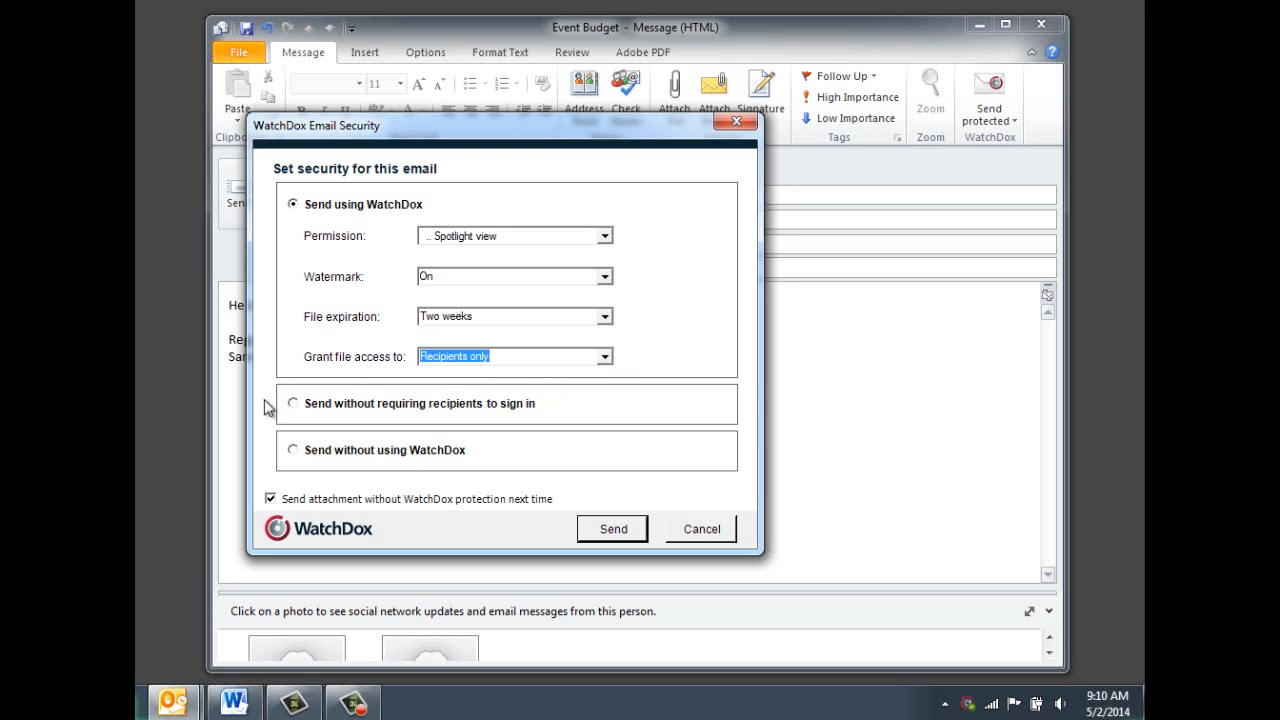 Event Budget - Message (HTML)
File Message Insert Options Format Text Review Adobe PDF
Paste
11
Address
Check
Attach
Attach
Signature
Follow Up
High Importance
Low Importance
Tags
Zoom
Zoom
Send
protected
WatchDox
Clipb
WatchDox Email Security
Set security for this email
Send using WatchDox
Permission: .. Spotlight view
Watermark: On
File expiration: Two weeks
Grant file access to: Recipients only
Send without requiring recipients to sign in
Send without using WatchDox
Send attachment without WatchDox protection next time
WatchDox
Send Cancel
Sen
He
Reg
Sar
Click on a photo to see social network updates and email messages from this person.
9:10 AM
5/2/2014